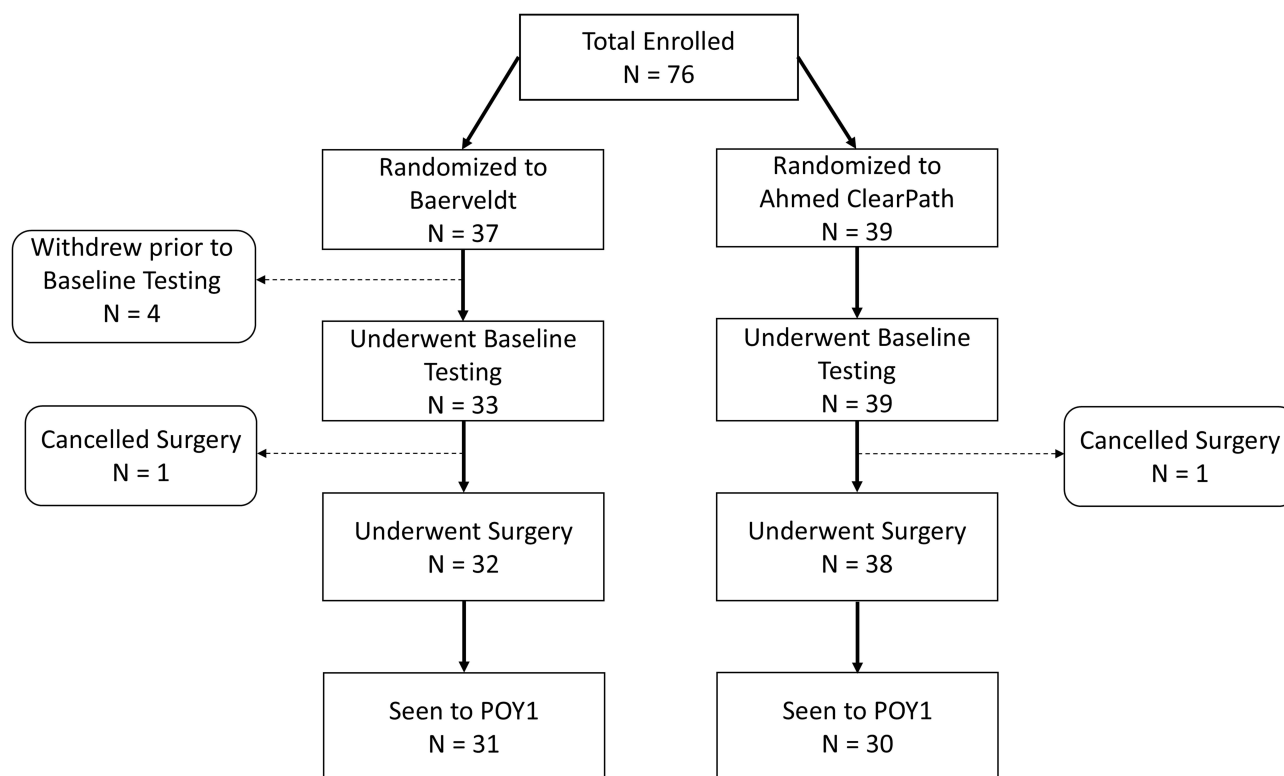 Total Enrolled
N = 76
Randomized to
Baerveldt
N = 37
Randomized to
Ahmed ClearPath
N = 39
Withdrew prior to
Baseline Testing
N = 4
Underwent Baseline
Testing
N = 33
Underwent Baseline
Testing
N = 39
Cancelled Surgery
N = 1
Cancelled Surgery
N = 1
Underwent Surgery
N = 32
Underwent Surgery
N = 38
Seen to POY1
N = 31
Seen to POY1
N = 30